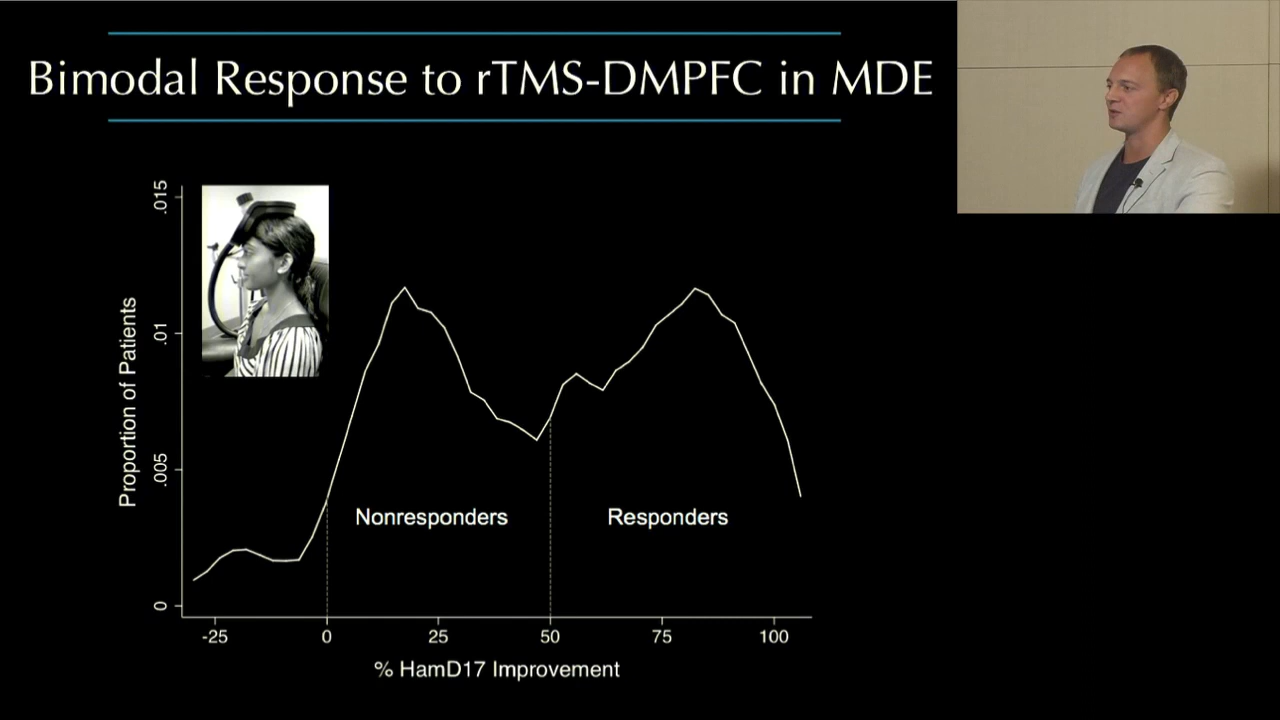 Bimodal Response to rTMS-DMPFC in MDE
.015
.01
.005
0
Proportion of Patients
Nonresponders
Responders
-25 0 25 50 75 100
% HamD17 Improvement